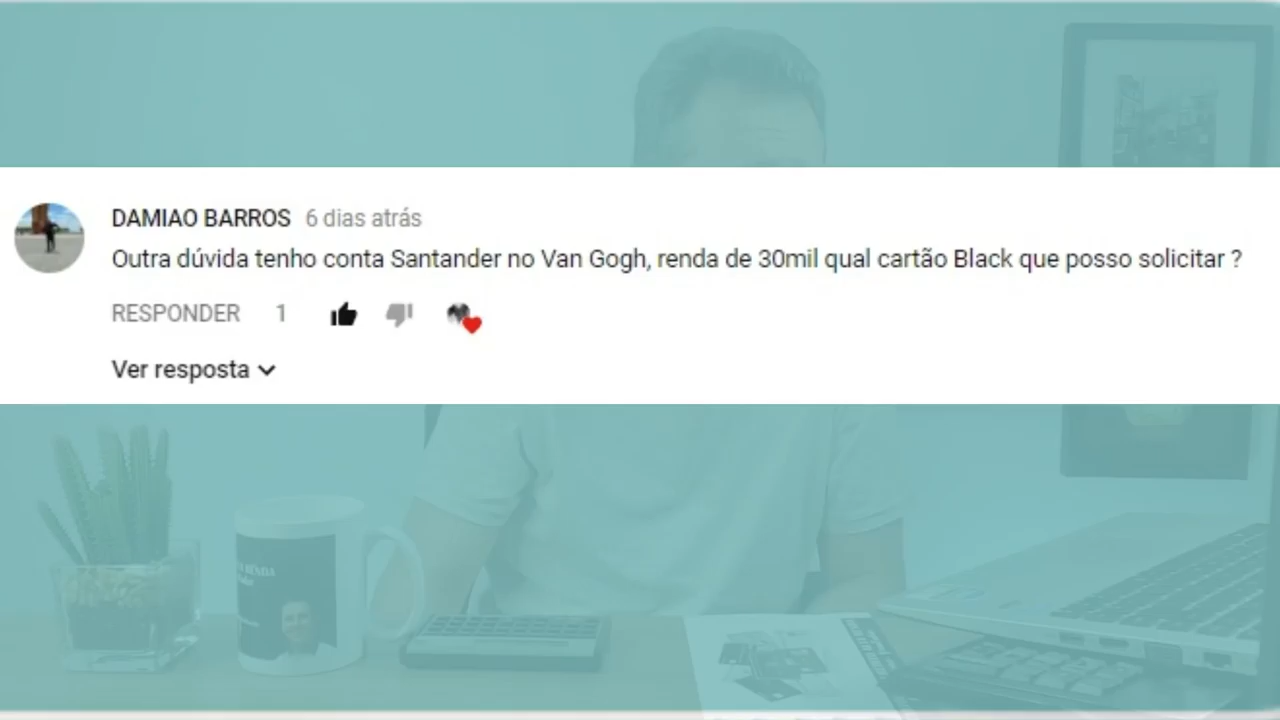 DAMIAO BARROS 6 dias atrás
Outra dúvida tenho conta Santander no Van Gogh, renda de 30mil qual cartão Black que posso solicitar ?
RESPONDER 1
Ver resposta